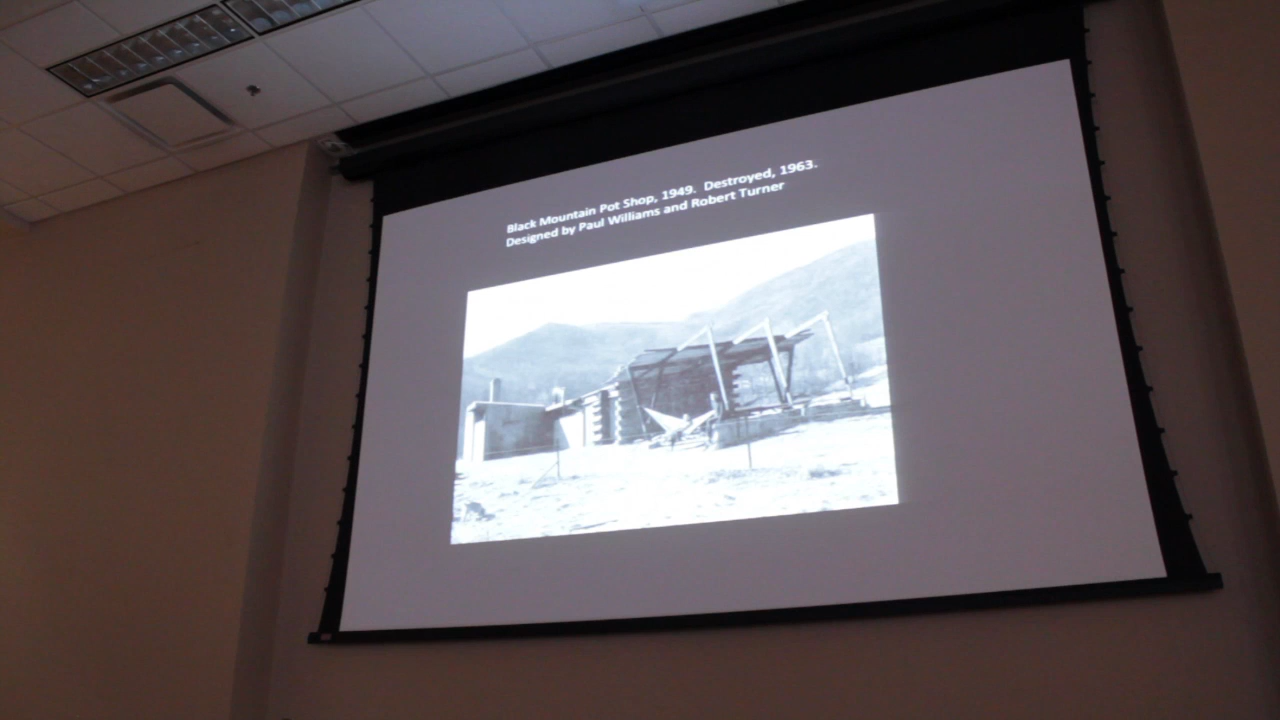 Black Mountain Pot Shop, 1949.  Destroyed, 1963.
Designed by Paul Williams and Robert Turner